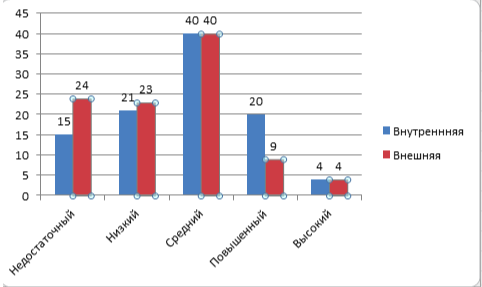 45
40
35
30
25
20
15
10
5
0
15
24
21
23
40
40
20
9
4
4
Недостаточный
Низкий
Средний
Повышенный
Высокий
Внутреннняя
Внешняя